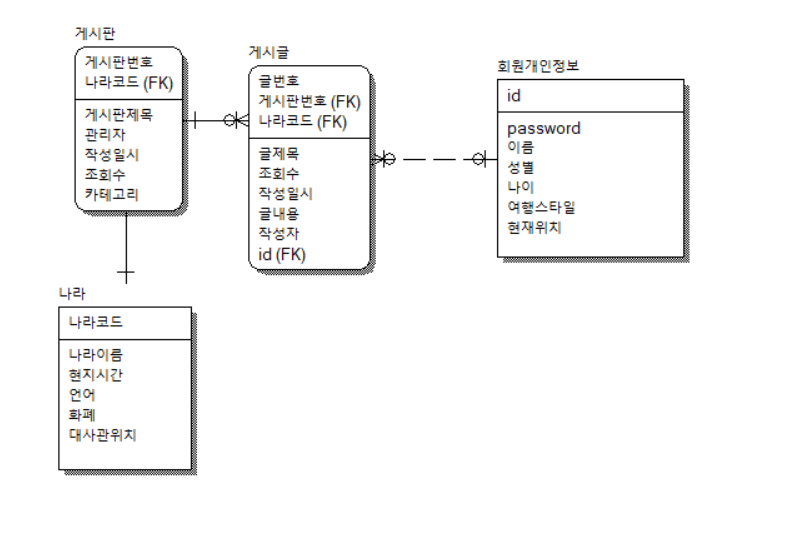 게시판
게시판번호
나라코드 (FK)
게시판제목
관리자
작성일시
조회수
카테고리
게시글
글번호
게시판번호 (FK)
나라코드 (FK)
글제목
조회수
작성일시
글내용
작성자
id (FK)
회원개인정보
id
password
이름
성별
나이
여행스타일
현재위치
나라
나라코드
나라이름
현지시간
언어
화폐
대사관위치